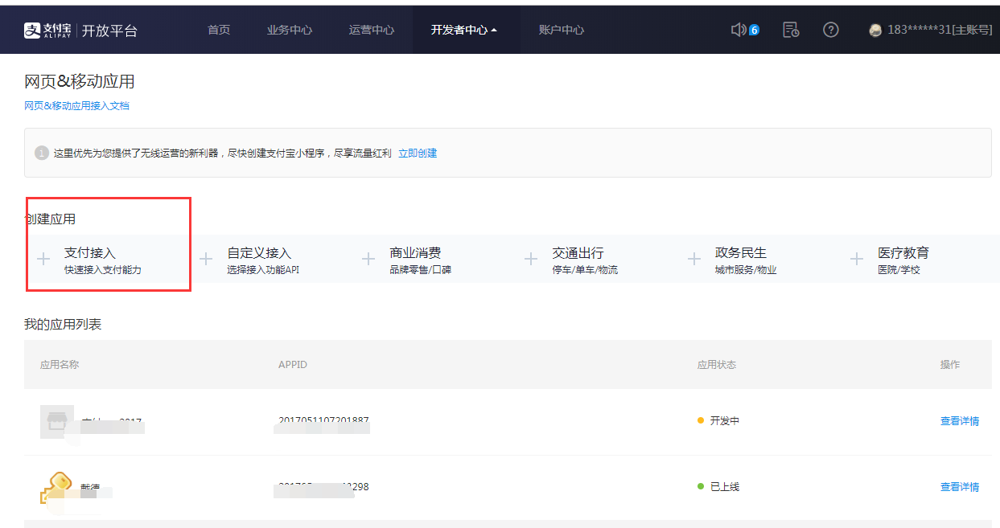 支付宝 ALIPAY 开放平台 首页 业务中心 运营中心 开发者中心 账户中心 6 ? 183******31[主账号]
网页&移动应用
网页&移动应用接入文档
这里优先为您提供了无线运营的新利器，尽快创建支付宝小程序，尽享流量红利 立即创建
创建应用
支付接入 自定义接入 商业消费 交通出行 政务民生 医疗教育
快速接入支付能力 选择接入功能API 品牌零售/口碑 停车/单车/物流 城市服务/物业 医院/学校
我的应用列表
应用名称 APPID 应用状态 操作
2017 2017051107201887 开发中 查看详情
298 已上线 查看详情